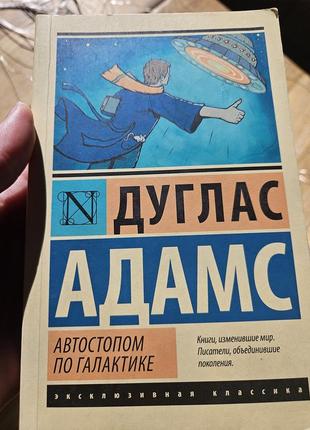 N
ДУГЛАС
АДАМС
АВТОСТОПОМ
ПО ГАЛАКТИКЕ
Книги, изменившие мир.
Писатели, объединившие
поколения.
эксклюзивная классика